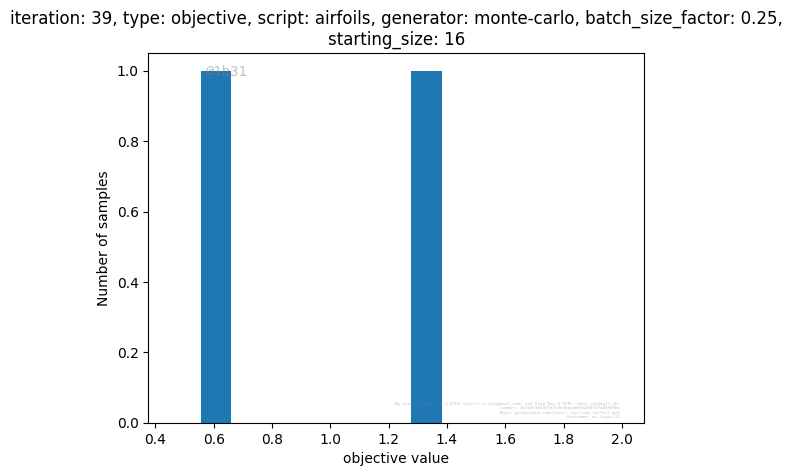 iteration: 39, type: objective, script: airfoils, generator: monte-carlo, batch_size_factor: 0.25,
starting_size: 16
@1b31
1.0
0.8
0.6
0.4
0.2
0.0
Number of samples
0.4 0.6 0.8 1.0 1.2 1.4 1.6 1.8 2.0
objective value